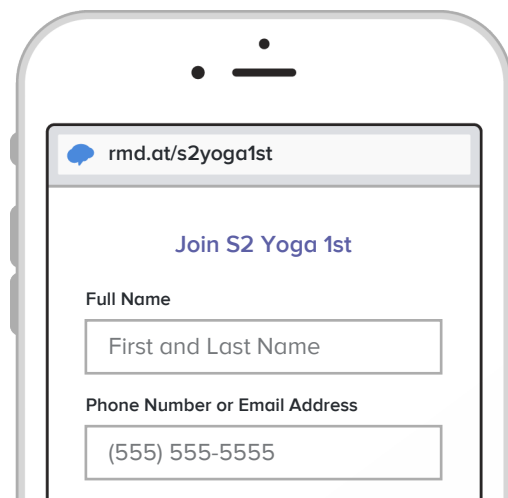 rmd.at/s2yoga1st
Join S2 Yoga 1st
Full Name
First and Last Name
Phone Number or Email Address
(555) 555-5555